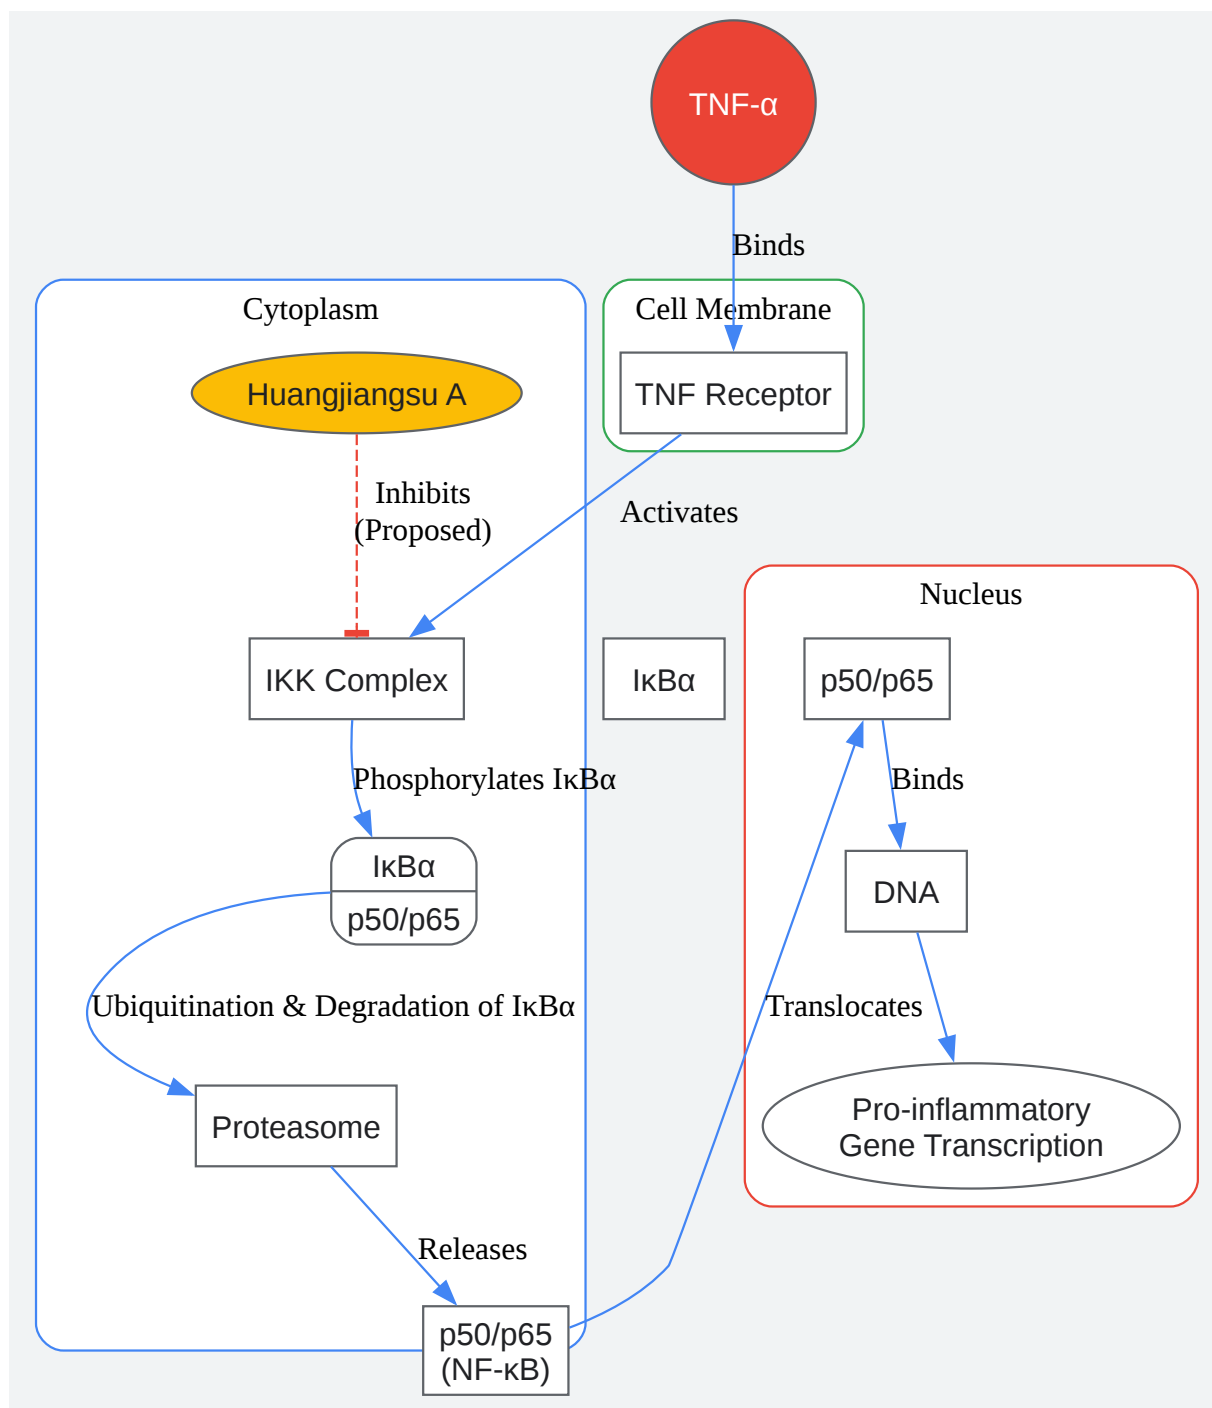 TNF-α
Binds
Cytoplasm
Cell Membrane
Huangjiangsu A
TNF Receptor
Inhibits
(Proposed)
Activates
Nucleus
IKK Complex
IκBα
p50/p65
Phosphorylates IκBα
Binds
IκBα
p50/p65
DNA
Ubiquitination & Degradation of IκBα
Translocates
Proteasome
Pro-inflammatory
Gene Transcription
Releases
p50/p65
(NF-κB)